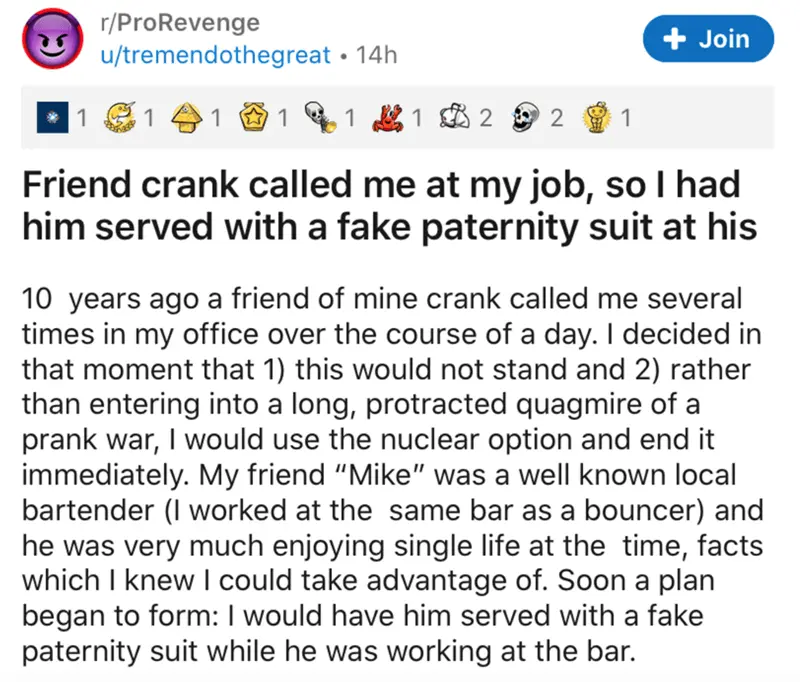 r/ProRevenge
u/tremendothegreat • 14h
+ Join
1 1 1 1 1 1 2 2 1
Friend crank called me at my job, so I had
him served with a fake paternity suit at his
10 years ago a friend of mine crank called me several
times in my office over the course of a day. I decided in
that moment that 1) this would not stand and 2) rather
than entering into a long, protracted quagmire of a
prank war, I would use the nuclear option and end it
immediately. My friend “Mike” was a well known local
bartender (I worked at the same bar as a bouncer) and
he was very much enjoying single life at the time, facts
which I knew I could take advantage of. Soon a plan
began to form: I would have him served with a fake
paternity suit while he was working at the bar.